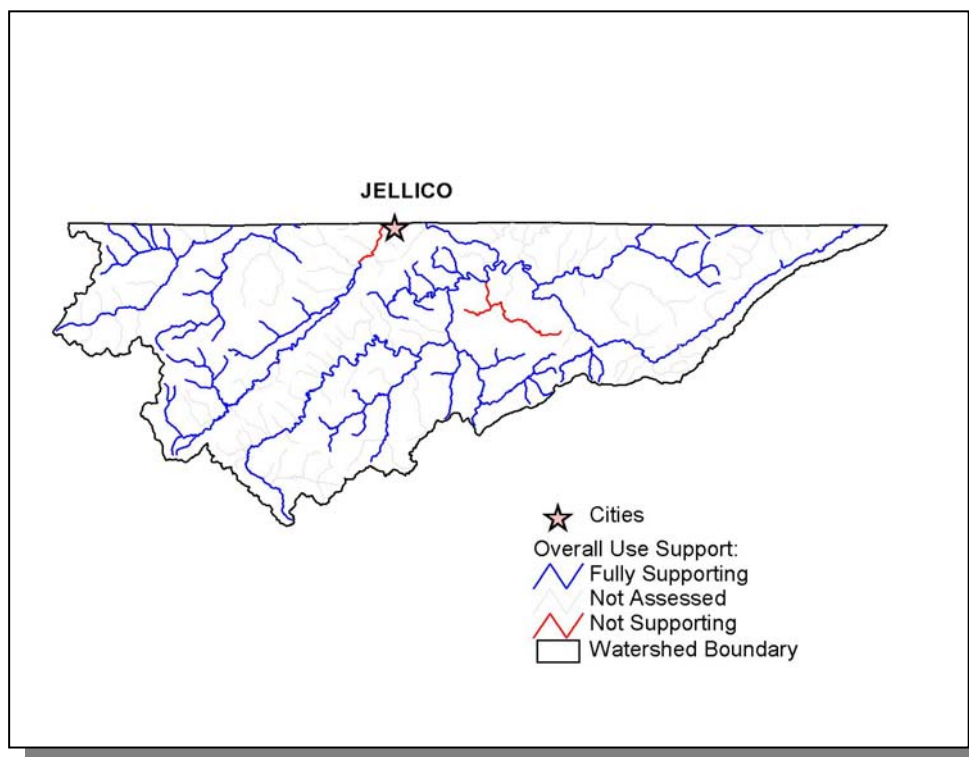 JELLICO
Cities
Overall Use Support:
Fully Supporting
Not Assessed
Not Supporting
Watershed Boundary